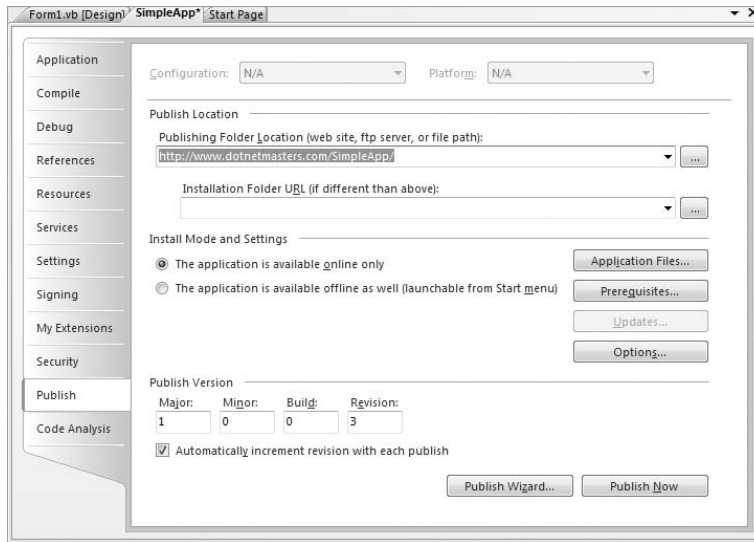 Form1.vb [Design] SimpleApp* Start Page
Application
Compile
Debug
References
Resources
Services
Settings
Signing
My Extensions
Security
Publish
Code Analysis
Configuration: N/A Platform: N/A
Publish Location
Publishing Folder Location (web site, ftp server, or file path):
http://www.dotnetmasters.com/SimpleApp/
...
Installation Folder URL (if different than above):
...
Install Mode and Settings
The application is available online only
The application is available offline as well (launchable from Start menu)
Application Files...
Prerequisites...
Updates...
Options...
Publish Version
Major: Minor: Build: Revision:
1 0 0 3
Automatically increment revision with each publish
Publish Wizard... Publish Now